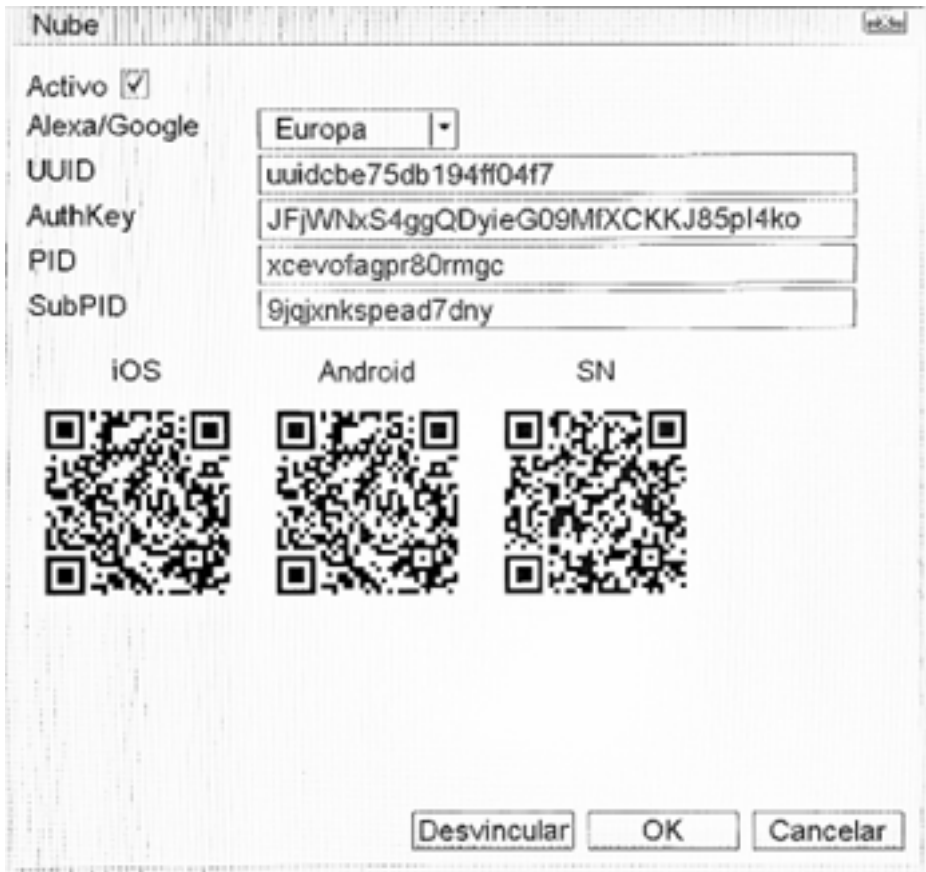 Nube
Activo
Alexa/Google Europa
UUID uuidcbe75db194ff04f7
AuthKey JFjWNxS4ggQDyieG09MfXCKKJ85pI4ko
PID xcevofagpr80rmgc
SubPID 9jqjxnkspead7dny
iOS Android SN
Desvincular OK Cancelar